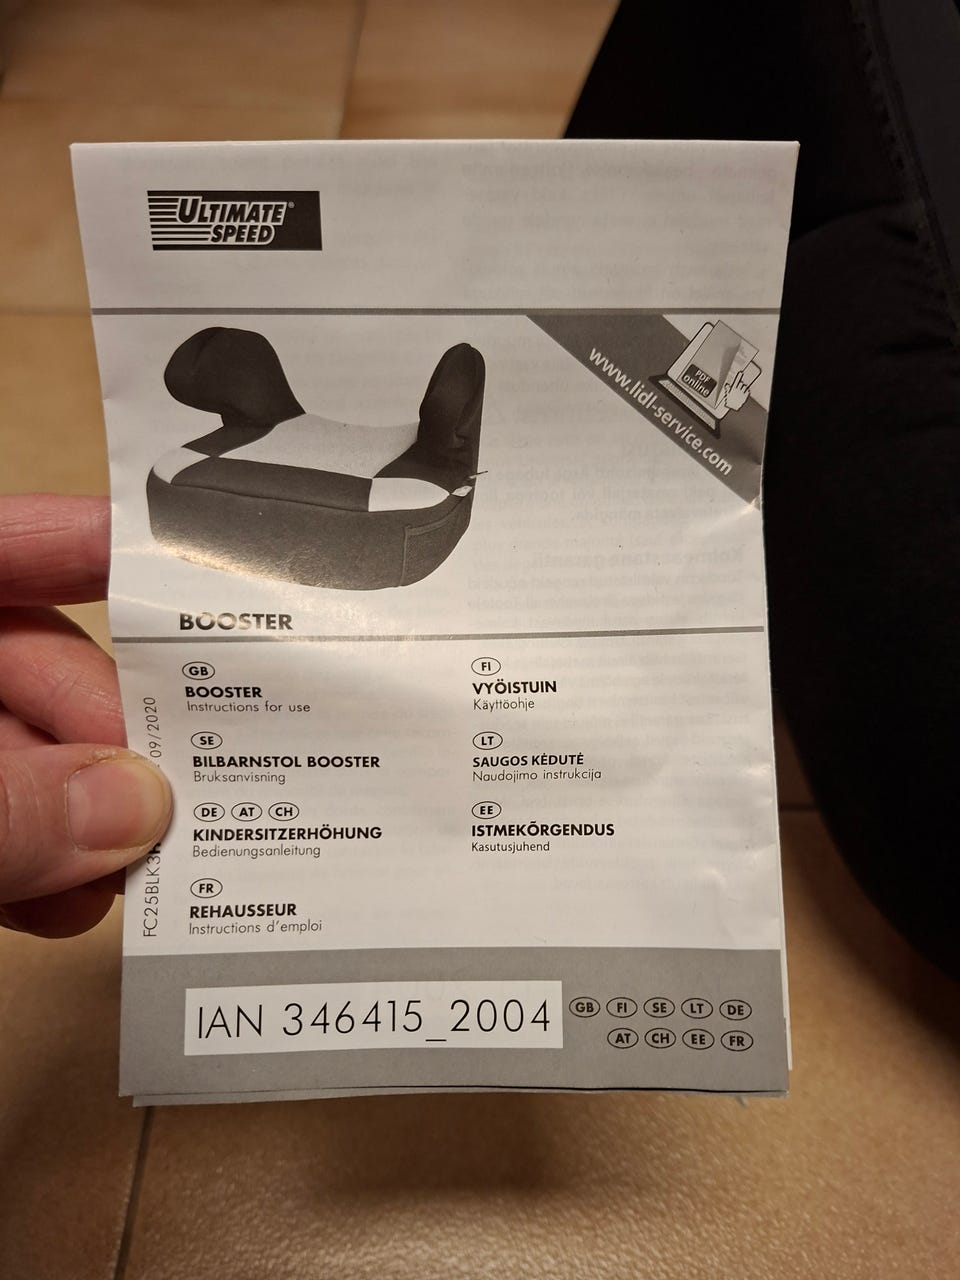 ULTIMATE
SPEED®
www.lidl-service.com
PDF
online
BOOSTER
GB
BOOSTER
Instructions for use
SE
BILBARNSTOL BOOSTER
Bruksanvisning
DE AT CH
KINDERSITZERHÖHUNG
Bedienungsanleitung
FR
REHAUSSEUR
Instructions d'emploi
FI
VYÖISTUIN
Käyttöohje
LT
SAUGOS KĖDUTĖ
Naudojimo instrukcija
EE
ISTMEKÕRGENDUS
Kasutusjuhend
FC25BLK3 09/2020
IAN 346415_2004
GB FI SE LT DE
AT CH EE FR